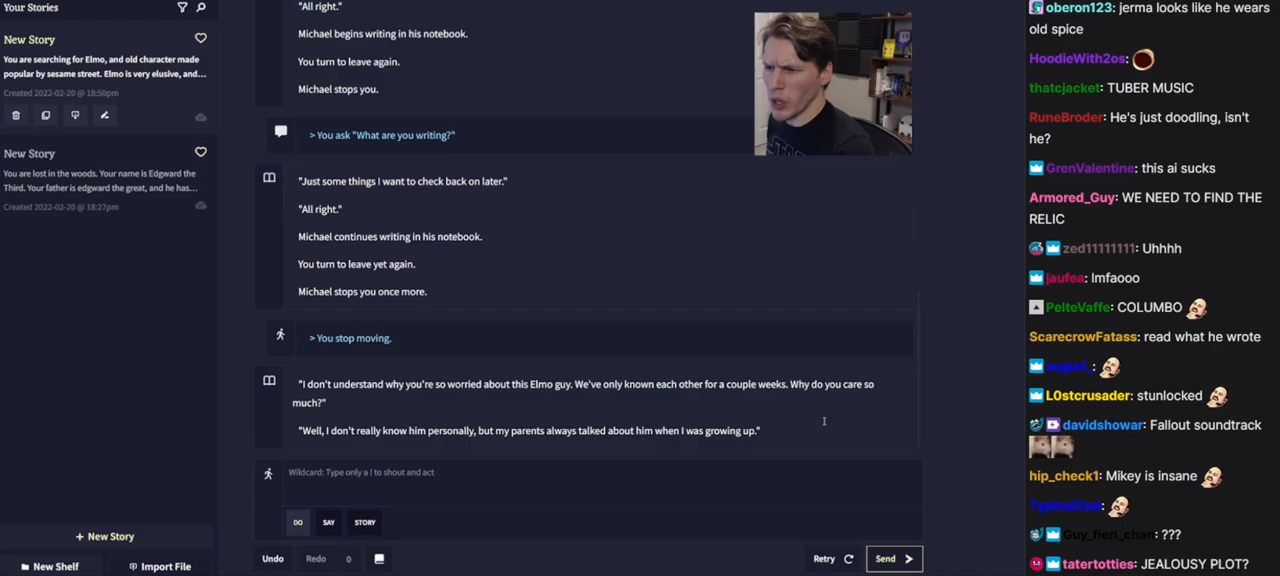 Your Stories
New Story
You are searching for Elmo, and old character made
popular by sesame street. Elmo is very elusive, and...
Created 2022-02-20 @ 18:50pm
New Story
You are lost in the woods. Your name is Edgward the
Third. Your father is edgward the great, and he has...
Created 2022-02-20 @ 18:27pm
+ New Story
New Shelf
Import File
"All right."
Michael begins writing in his notebook.
You turn to leave again.
Michael stops you.
> You ask "What are you writing?"
"Just some things I want to check back on later."
"All right."
Michael continues writing in his notebook.
You turn to leave yet again.
Michael stops you once more.
> You stop moving.
"I don't understand why you're so worried about this Elmo guy. We've only known each other for a couple weeks. Why do you care so
much?"
"Well, I don't really know him personally, but my parents always talked about him when I was growing up."
Wildcard: Type only a ! to shout and act
DO SAY STORY
Undo Redo 0 Retry Send
oberon123: jerma looks like he wears
old spice
HoodieWith2os:
thatcjacket: TUBER MUSIC
RuneBroder: He's just doodling, isn't
he?
GrenValentine: this ai sucks
Armored_Guy: WE NEED TO FIND THE
RELIC
zed11111111: Uhhhh
jaufea: lmfaooo
PelteVaffe: COLUMBO
ScarecrowFatass: read what he wrote
L0stcrusader: stunlocked
davidshowar: Fallout soundtrack
hip_check1: Mikey is insane
Guy_fieri_chan: ???
tatertotties: JEALOUSY PLOT?